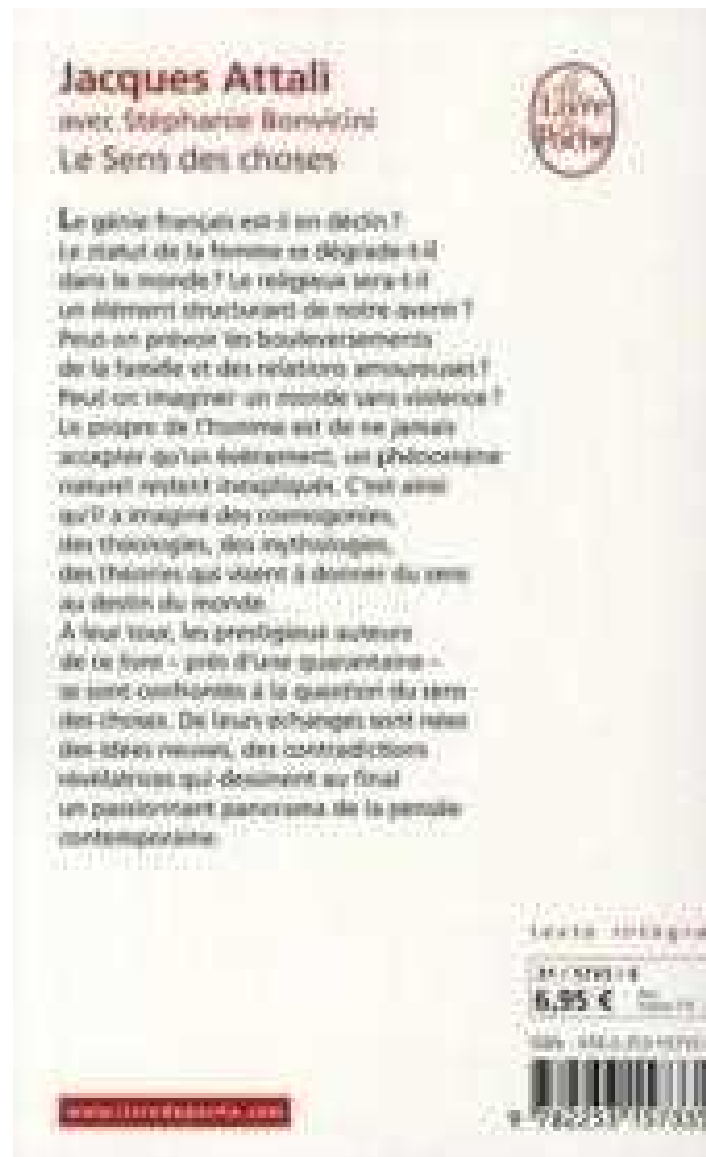 Jacques Attali
avec Stéphanie Bonvicini
Le Sens des choses
Le Livre de Poche
Le génie français est-il en déclin ?
Le statut de la femme se dégrade-t-il
dans le monde ? Le religieux sera-t-il
un élément structurant de notre avenir ?
Peut-on prévoir les bouleversements
de la famille et des relations amoureuses ?
Peut-on imaginer un monde sans violence ?
Le propre de l'homme est de ne jamais
accepter qu'un événement, un phénomène
naturel restent inexpliqués. C'est ainsi
qu'il a imaginé des cosmogonies,
des théologies, des mythologies,
des théories qui visent à donner du sens
au destin du monde.
À leur tour, les prestigieux auteurs
de ce livre – près d'une quarantaine –
se sont confrontés à la question du sens
des choses. De leurs échanges sont nées
des idées neuves, des contradictions
révélatrices qui dessinent au final
un passionnant panorama de la pensée
contemporaine.
texte intégra
6,95 €
ISBN
www.livredepoche.com